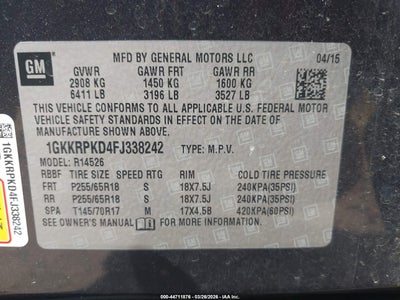 GM
MFD BY GENERAL MOTORS LLC 04/15
GVWR GAWR FRT GAWR RR
2908 KG 1450 KG 1600 KG
6411 LB 3196 LB 3527 LB
THIS VEHICLE CONFORMS TO ALL APPLICABLE U.S. FEDERAL MOTOR
VEHICLE SAFETY STANDARDS IN EFFECT ON THE DATE OF
MANUFACTURE SHOWN ABOVE.
1GKKRPKD4FJ338242 TYPE: M.P.V.
MODEL: R14526
RBBF TIRE SIZE SPEED RTG RIM COLD TIRE PRESSURE
FRT P255/65R18 S 18X7.5J 240KPA(35PSI)
RR P255/65R18 S 18X7.5J 240KPA(35PSI)
SPA T145/70R17 M 17X4.5B 420KPA(60PSI)
SEE OWNER'S MANUAL FOR MORE INFORMATION.
1GKKRPKD4FJ338242
© IAA 00-44711876 | 03/26/2026 - IAAI.COM